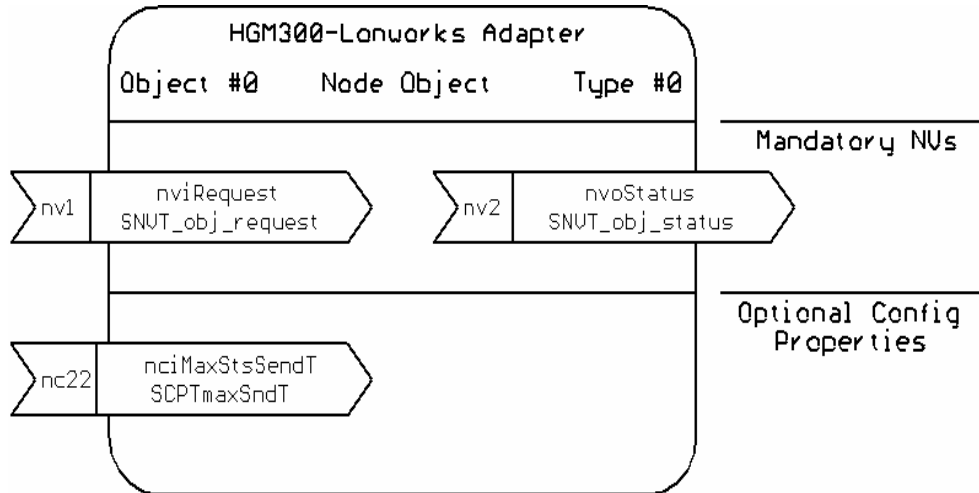 HGM300-Lonworks Adapter
Object #0 Node Object Type #0
Mandatory NVs
nv1
nviRequest
SNVT_obj_request
nv2
nvoStatus
SNVT_obj_status
Optional Config
Properties
nc22
nciMaxStsSendT
SCPTmaxSndT